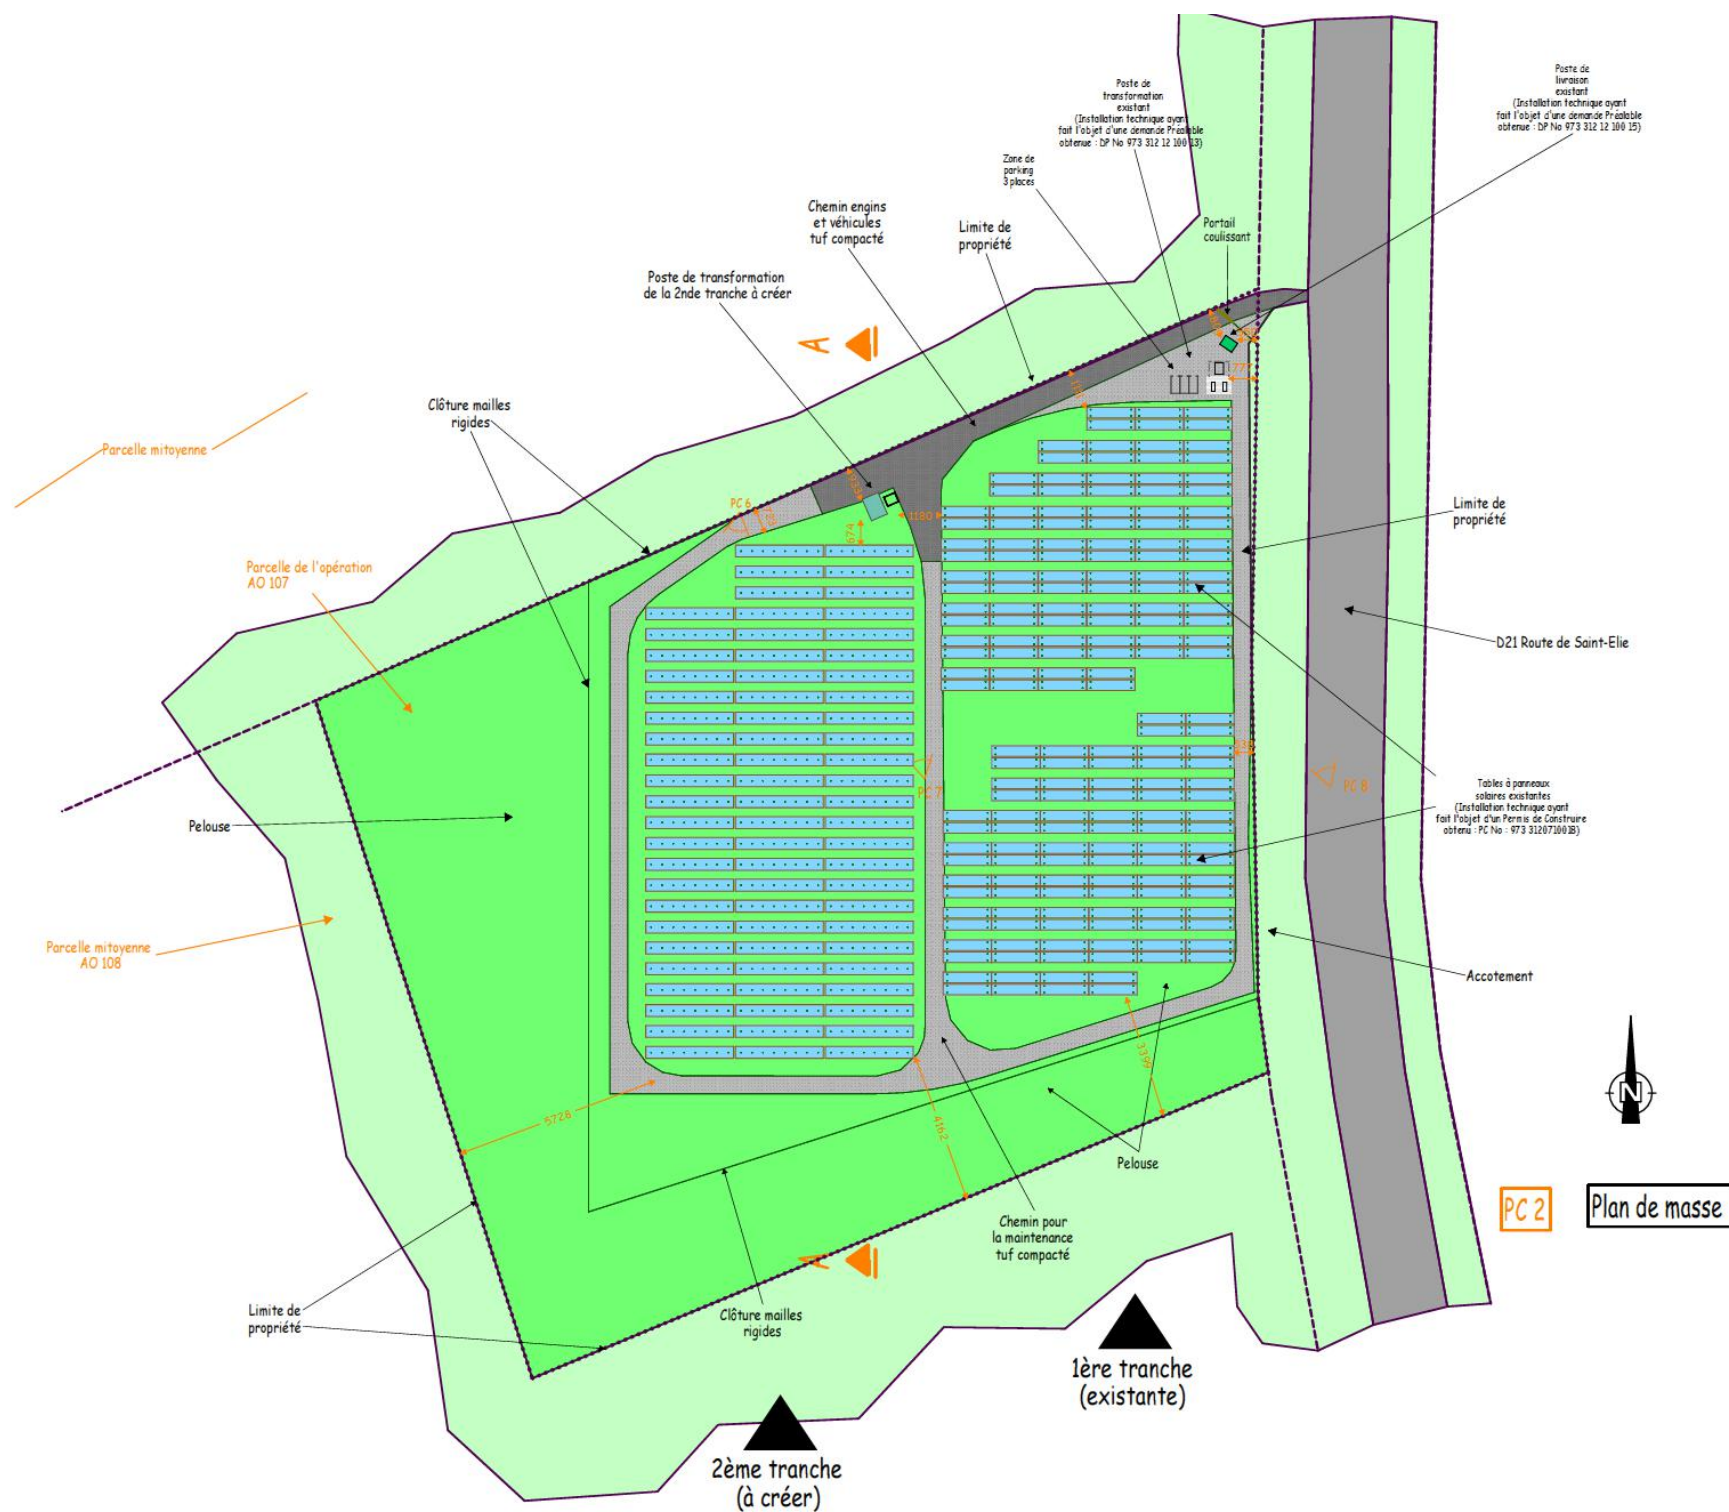 Poste de
livraison
existant
(Installation technique ayant
fait l'objet d'une demande Préalable
obtenue : DP No 973 312 12 100 15)
Poste de
transformation
existant
(Installation technique ayant
fait l'objet d'une demande Préalable
obtenue : DP No 973 312 12 100 13)
Zone de
parking
3 places
Chemin engins
et véhicules
tuf compacté
Limite de
propriété
Portail
coulissant
Poste de transformation
de la 2nde tranche à créer
A
777
Clôture mailles
rigides
Parcelle mitoyenne
933
PC 6
1180
674
Limite de
propriété
Parcelle de l'opération
AO 107
D21 Route de Saint-Elie
PC 7
PC 8
Tables à panneaux
solaires existantes
(Installation technique ayant
fait l'objet d'un Permis de Construire
obtenu : PC No : 973 3120710018)
Pelouse
Parcelle mitoyenne
AO 108
Accotement
3399
5728
4162
Pelouse
N
PC 2
Plan de masse
Chemin pour
la maintenance
tuf compacté
A
Limite de
propriété
Clôture mailles
rigides
1ère tranche
(existante)
2ème tranche
(à créer)